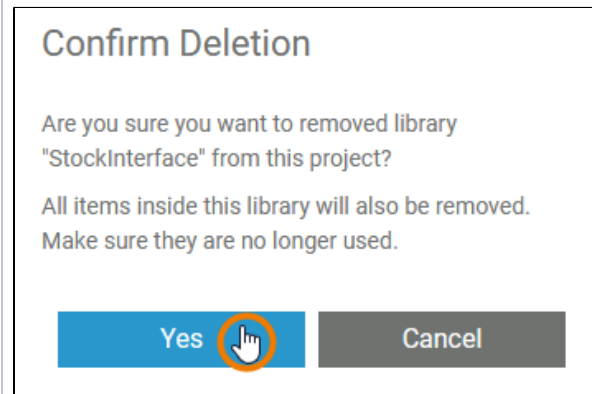 Confirm Deletion
Are you sure you want to removed library
"StockInterface" from this project?
All items inside this library will also be removed.
Make sure they are no longer used.
Yes
Cancel